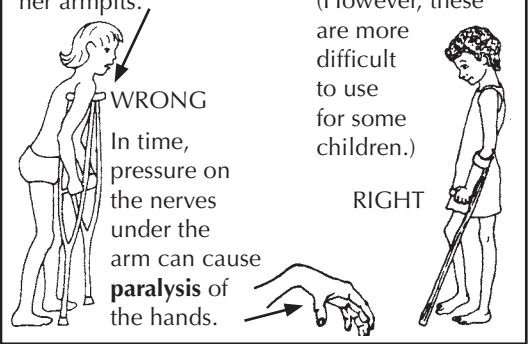 her armpits.
WRONG
In time,
pressure on
the nerves
under the
arm can cause
paralysis of
the hands.
(However, these
are more
difficult
to use
for some
children.)
RIGHT